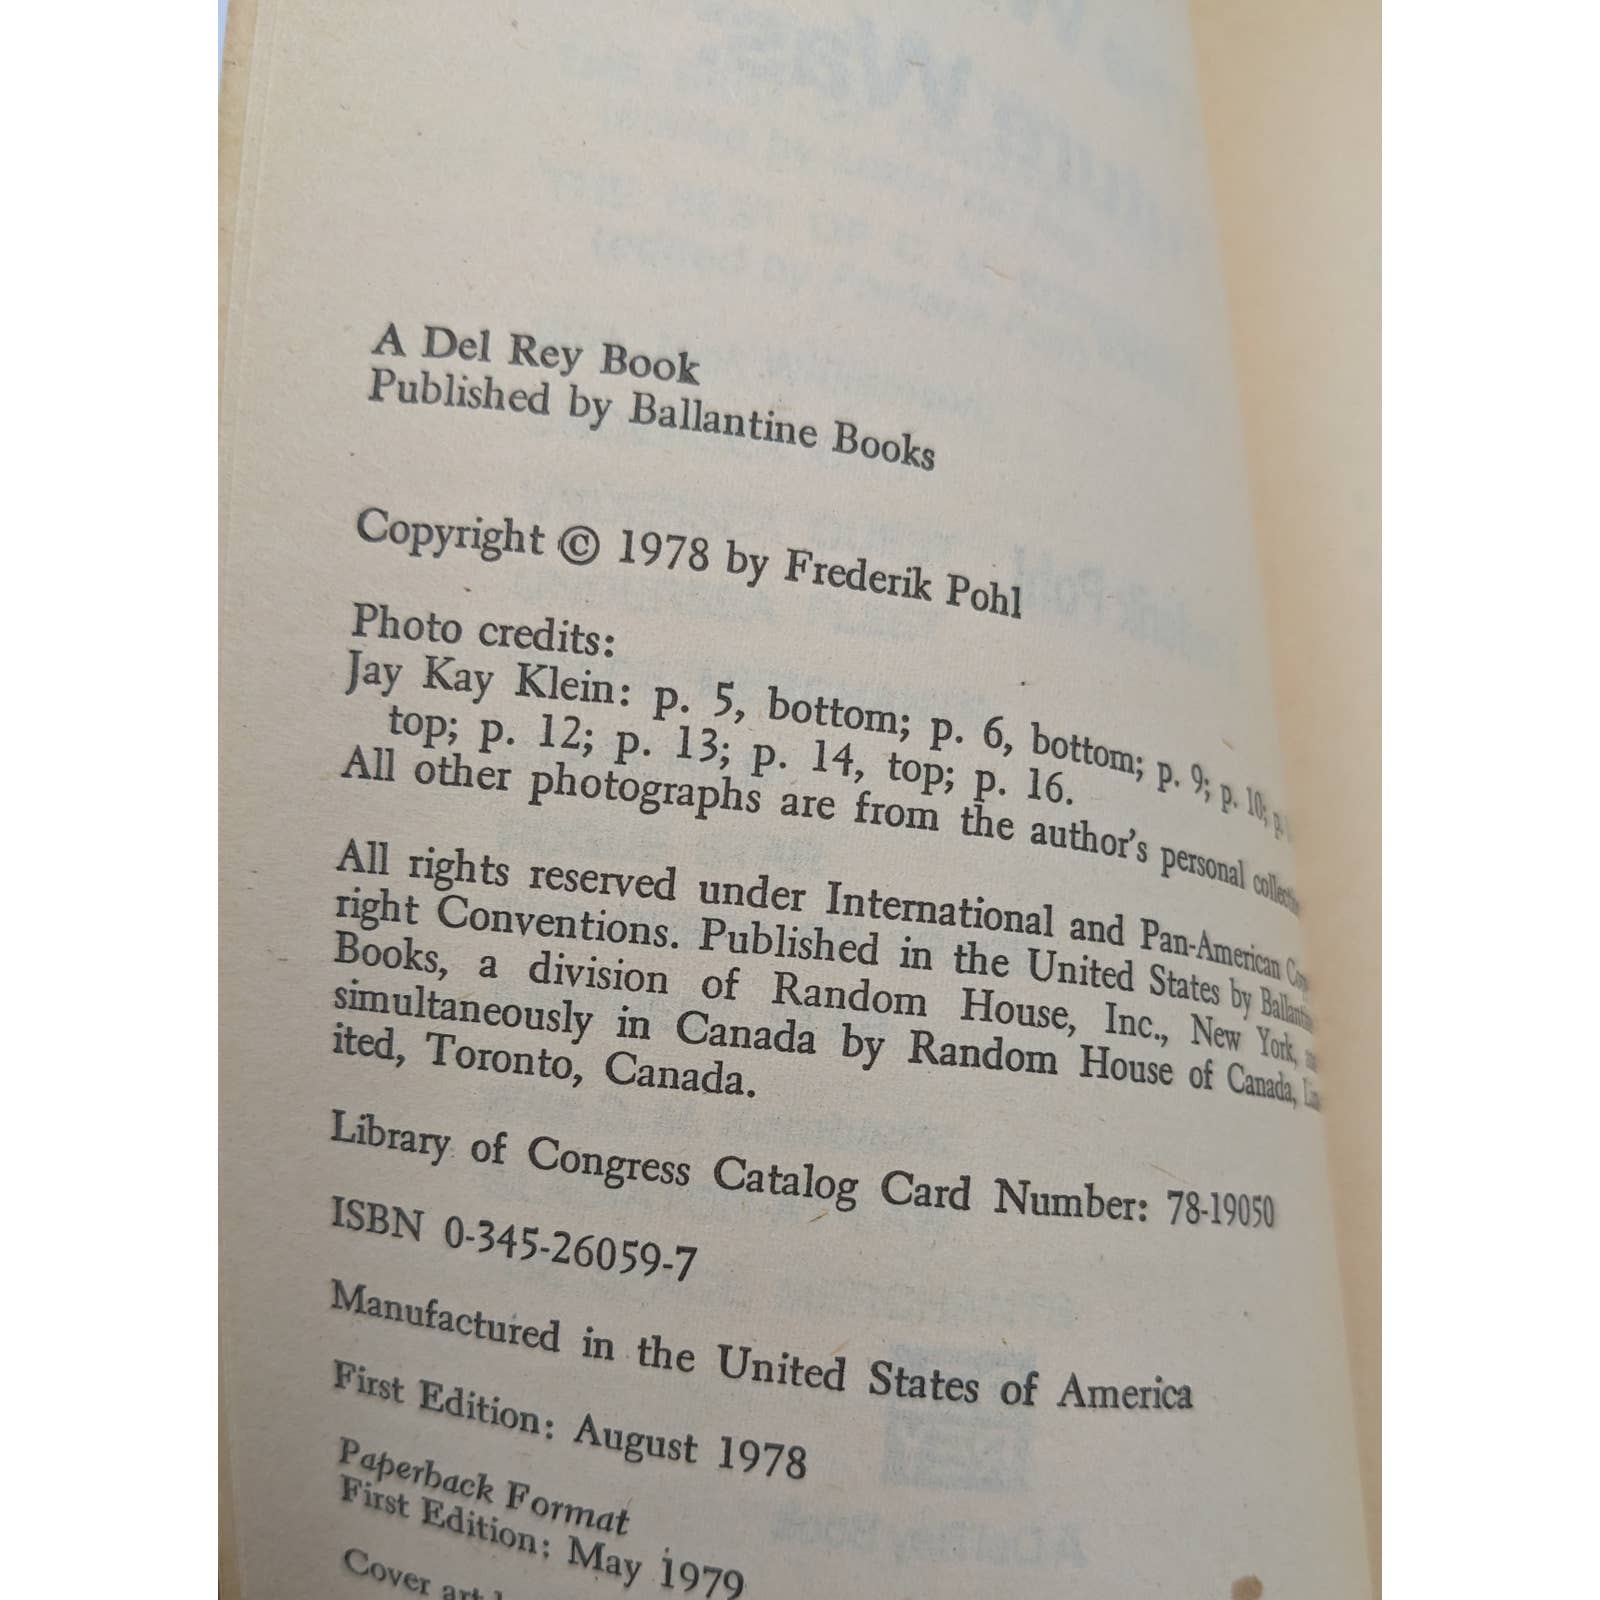 A Del Rey Book
Published by Ballantine Books
Copyright © 1978 by Frederik Pohl
Photo credits:
Jay Kay Klein: p. 5, bottom; p. 6, bottom; p. 9; p. 10; p.
top; p. 12; p. 13; p. 14, top; p. 16.
All other photographs are from the author's personal
All rights reserved under International and Pan-American
right Conventions. Published in the United States by
Books, a division of Random House, Inc., New York,
simultaneously in Canada by Random House of Canada,
ited, Toronto, Canada.
Library of Congress Catalog Card Number: 78-19050
ISBN 0-345-26059-7
Manufactured in the United States of America
First Edition: August 1978
Paperback Format
First Edition: May 1979
Cover art